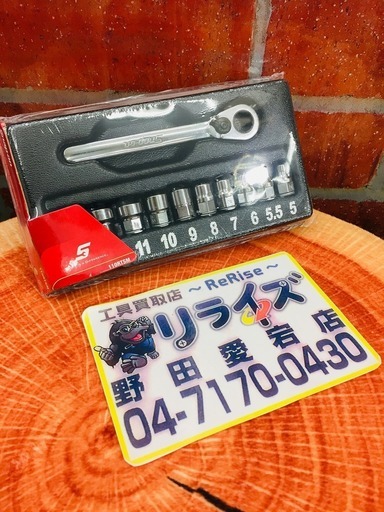 11 10 9 8 7 6 5.5 5
S
110RISM
～ReRise～
工具買取店
リライズ
野田愛宕店
04-7170-0430